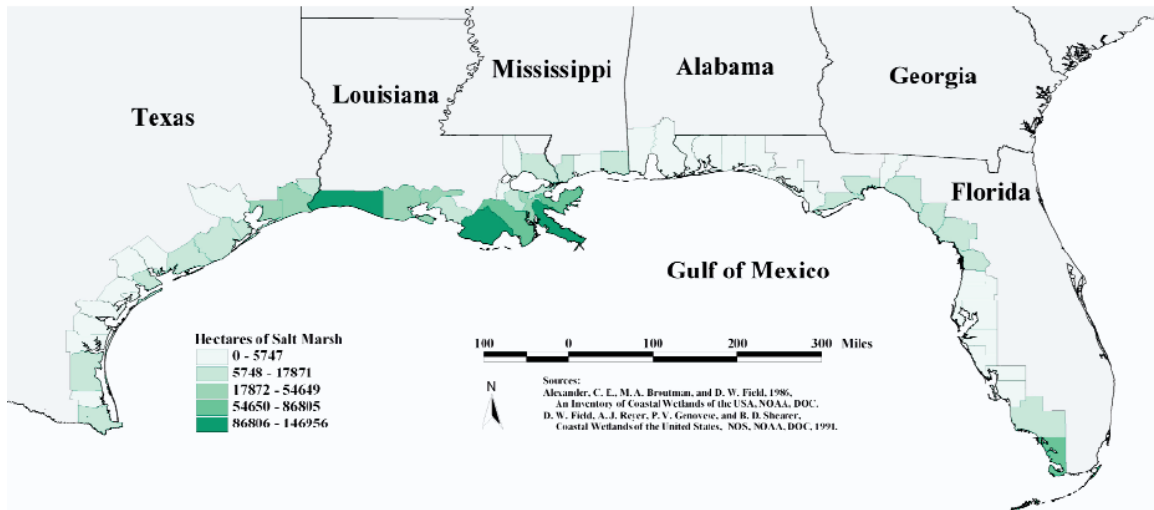 Mississippi
Alabama
Georgia
Louisiana
Texas
Florida
Gulf of Mexico
Hectares of Salt Marsh
0 - 5747
5748 - 17871
17872 - 54649
54650 - 86805
86806 - 146956
100 0 100 200 300 Miles
N
Sources:
Alexander, C. E., M. A. Broutman, and D. W. Field, 1986,
An Inventory of Coastal Wetlands of the USA, NOAA, DOC.
D. W. Field, A. J. Reyer, P. V. Genovese, and B. D. Shearer,
Coastal Wetlands of the United States, NOS, NOAA, DOC, 1991.